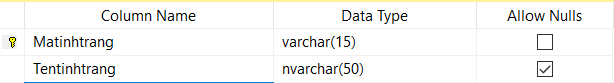 Column Name Data Type Allow Nulls
Matinhtrang varchar(15)
Tentinhtrang nvarchar(50)